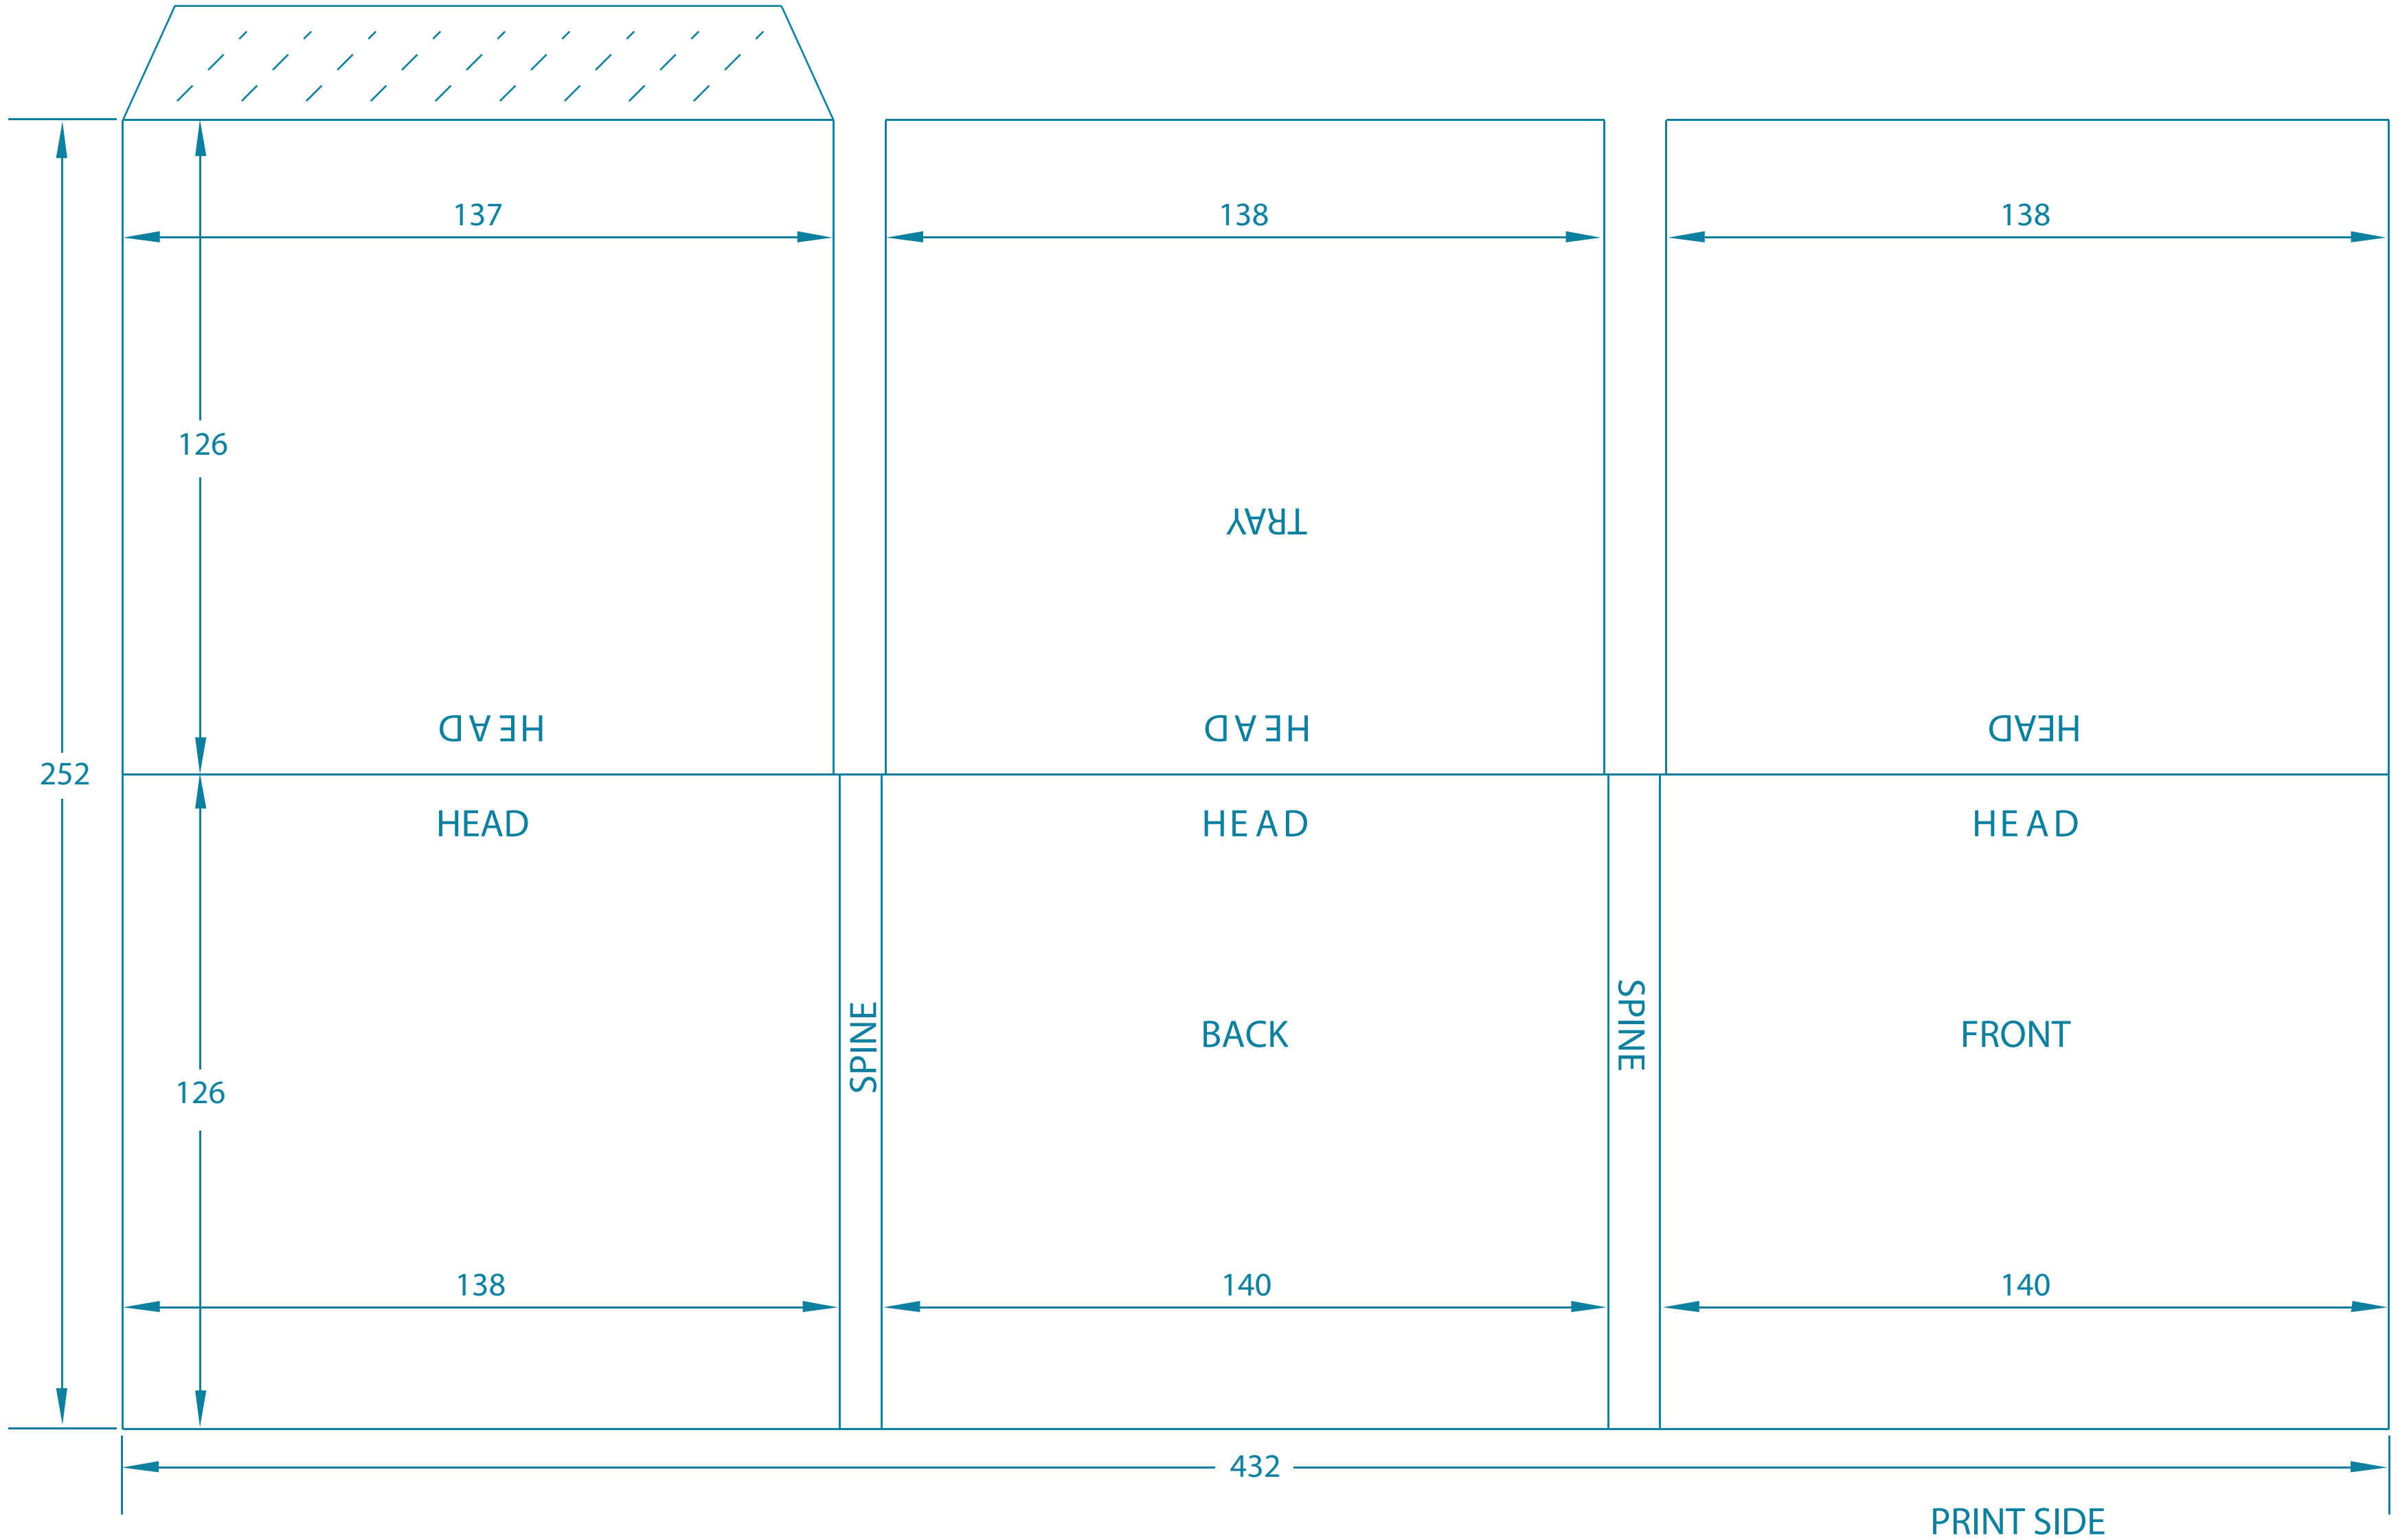 137
138
138
126
TRAY
HEAD
HEAD
HEAD
252
HEAD
HEAD
HEAD
SPINE
SPINE
BACK
FRONT
126
138
140
140
432
PRINT SIDE